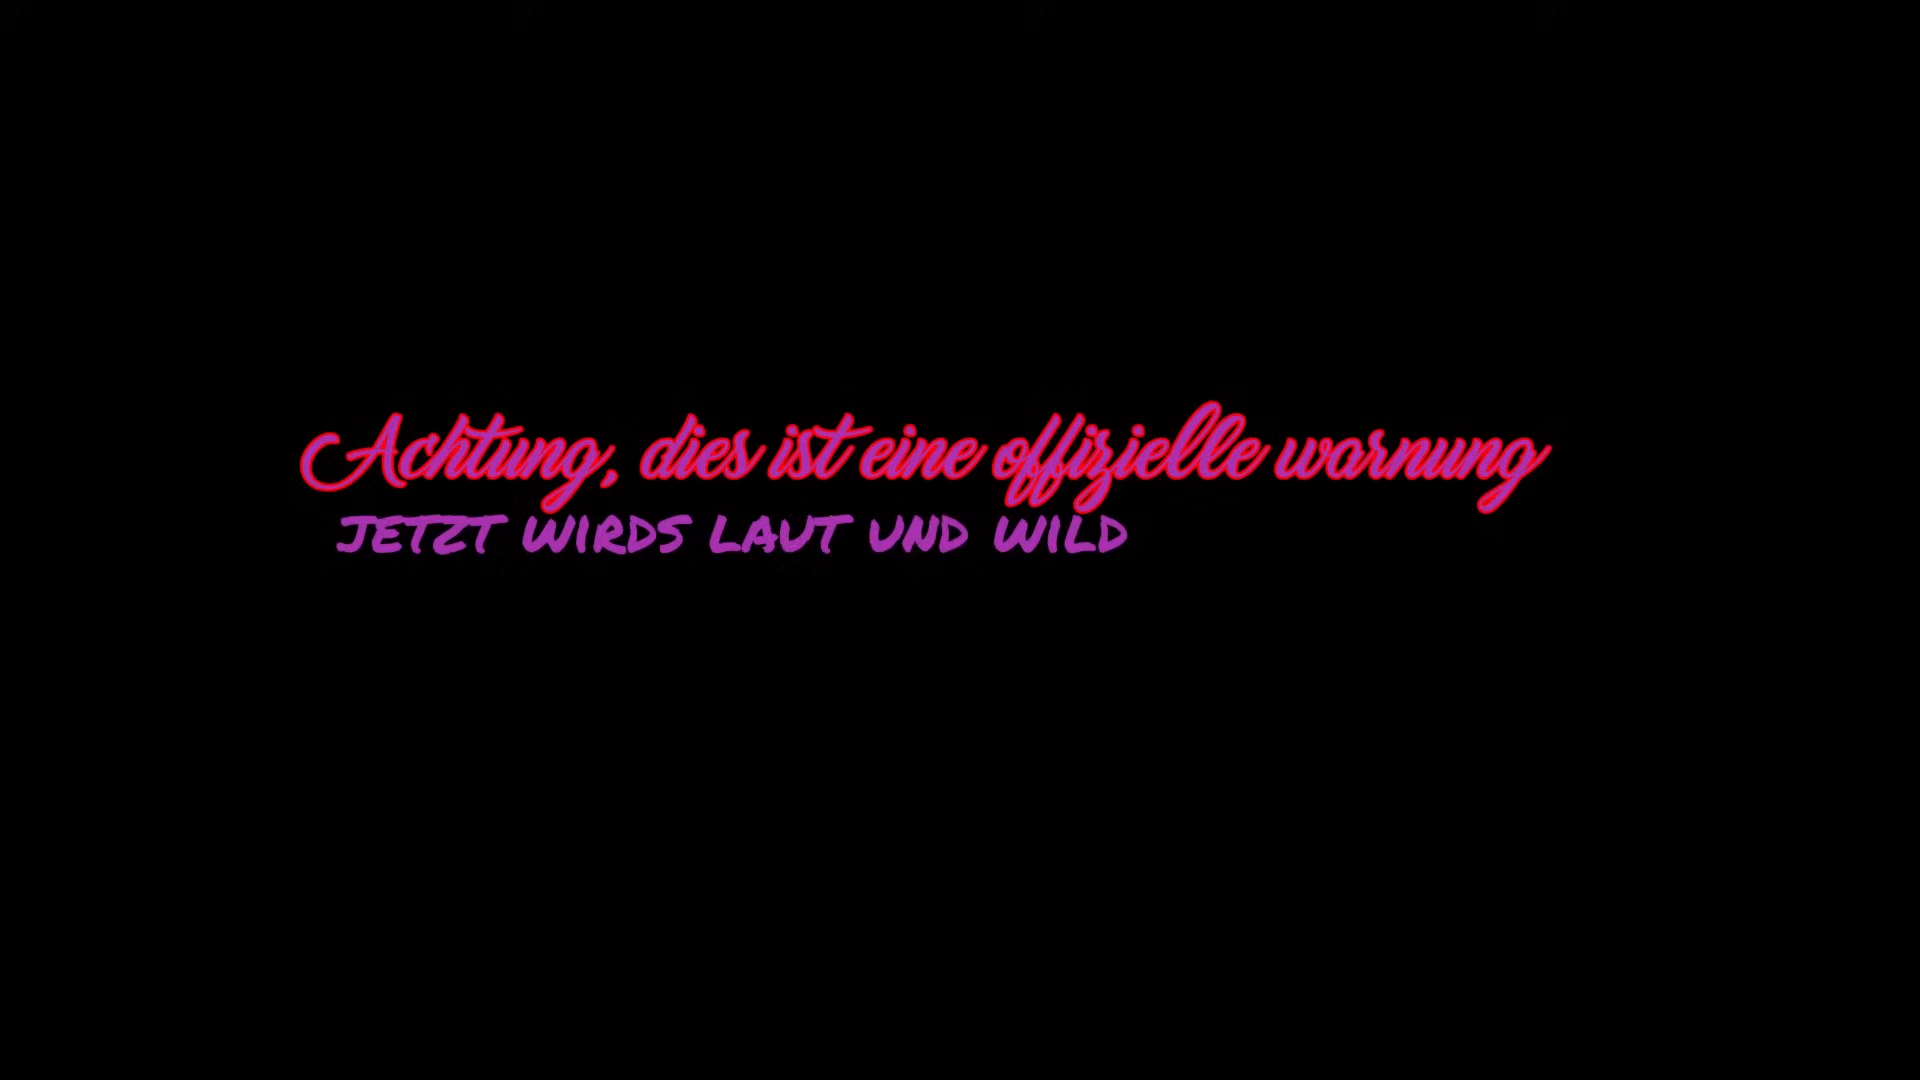 Achtung, dies ist eine offizielle warnung
JETZT WIRDS LAUT UND WILD